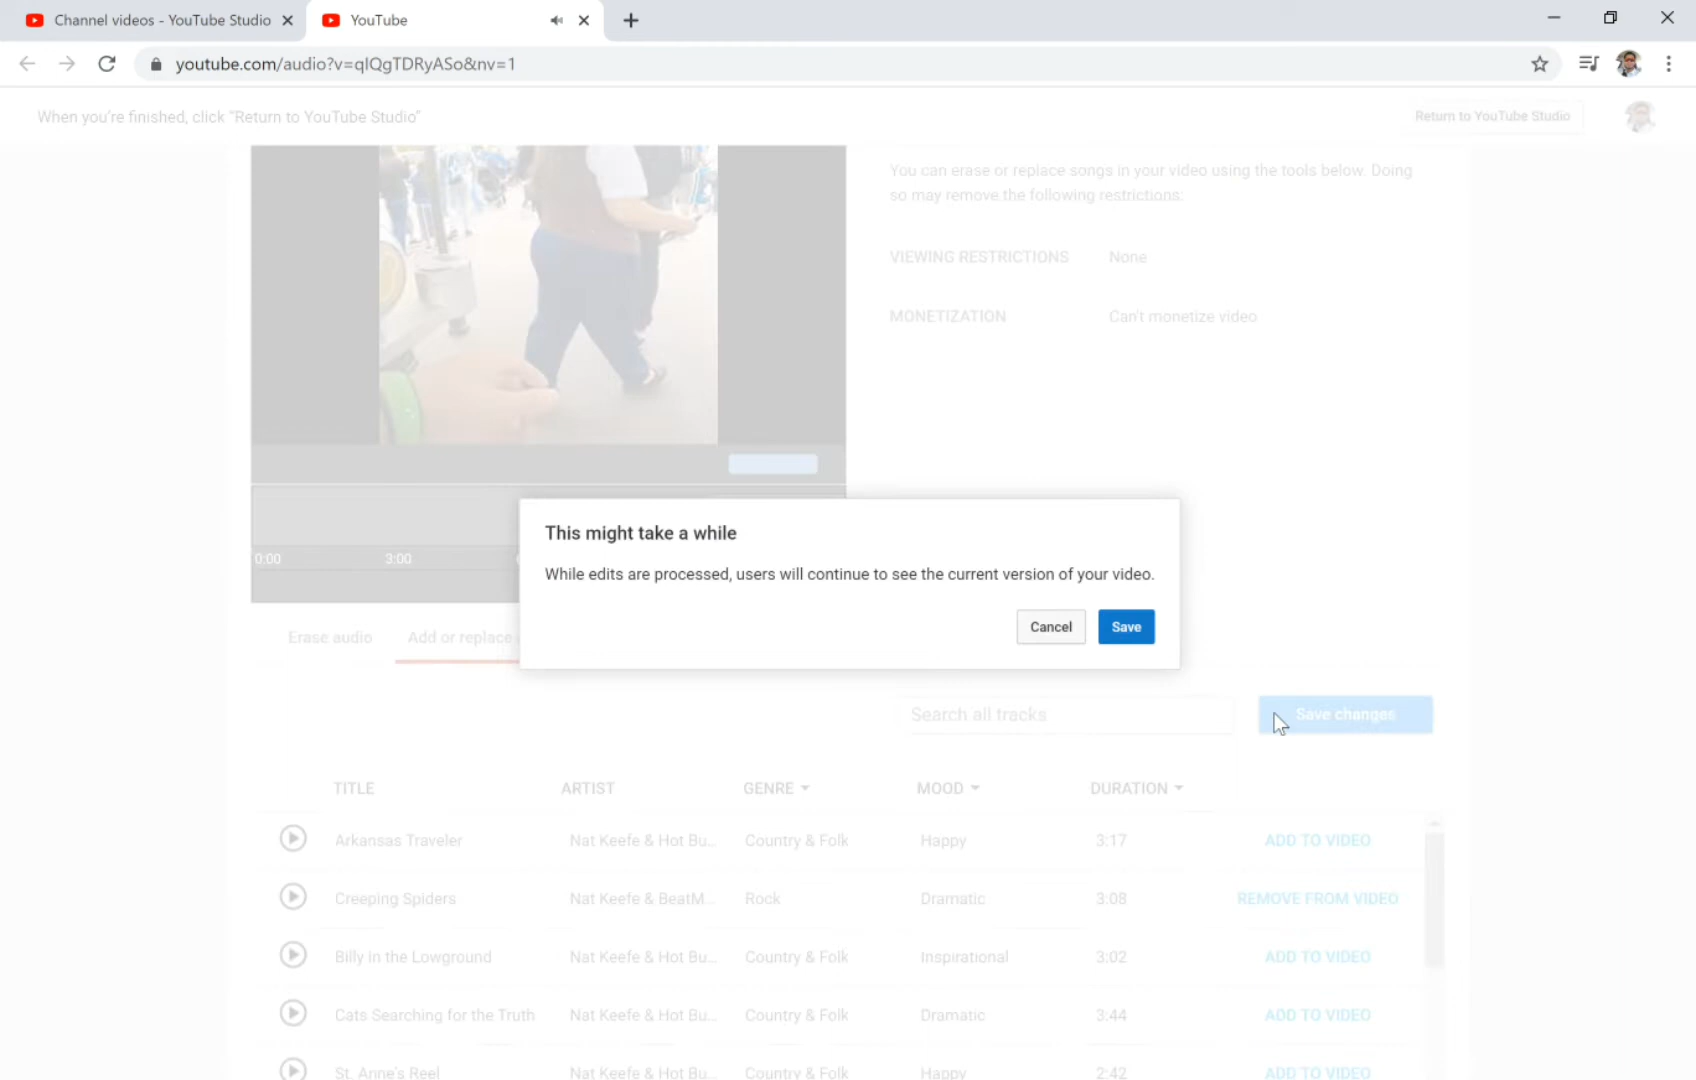 Channel videos - YouTube Studio
YouTube
youtube.com/audio?v=qIQgTDRyASo&nv=1
When you're finished, click "Return to YouTube Studio"
Return to YouTube Studio
You can erase or replace songs in your video using the tools below. Doing
so may remove the following restrictions:
VIEWING RESTRICTIONS None
MONETIZATION Can't monetize video
0:00 3:00
This might take a while
While edits are processed, users will continue to see the current version of your video.
Cancel Save
Erase audio Add or replace
Search all tracks Save changes
TITLE ARTIST GENRE MOOD DURATION
Arkansas Traveler Nat Keefe & Hot Bu... Country & Folk Happy 3:17 ADD TO VIDEO
Creeping Spiders Nat Keefe & BeatM... Rock Dramatic 3:08 REMOVE FROM VIDEO
Billy in the Lowground Nat Keefe & Hot Bu... Country & Folk Inspirational 3:02 ADD TO VIDEO
Cats Searching for the Truth Nat Keefe & Hot Bu... Country & Folk Dramatic 3:44 ADD TO VIDEO
St. Anne's Reel Nat Keefe & Hot Bu... Country & Folk Happy 2:42 ADD TO VIDEO